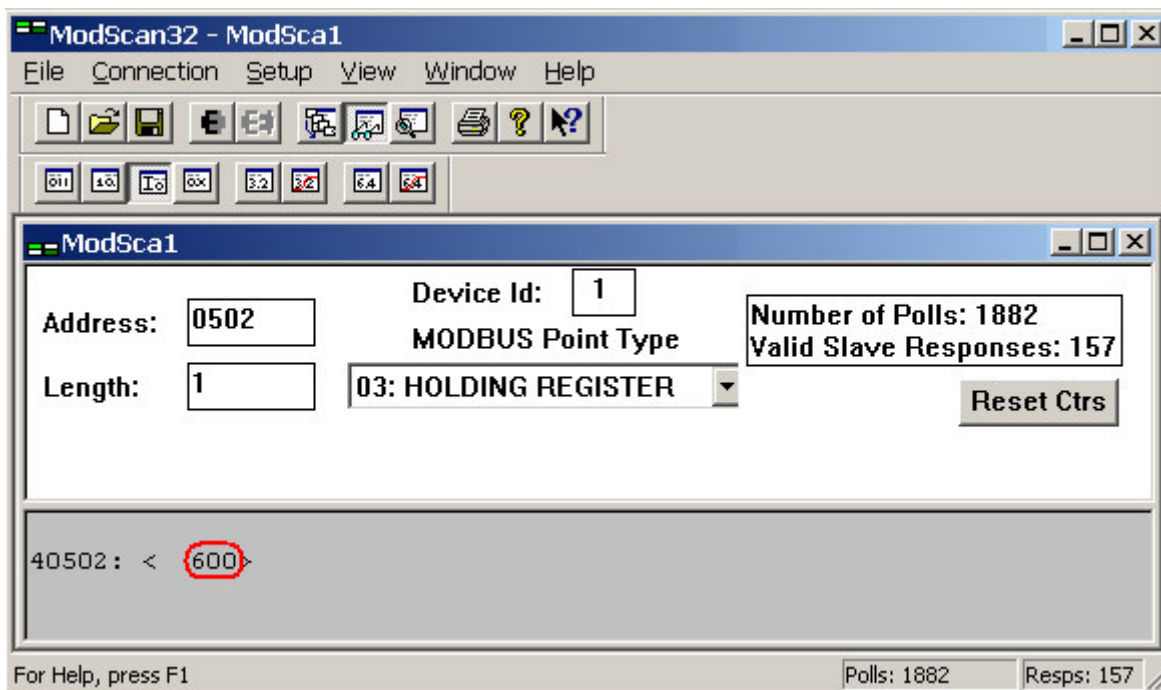 ModScan32 - ModSca1
File Connection Setup View Window Help
ModSca1
Device Id: 1
Address: 0502
MODBUS Point Type
Number of Polls: 1882
Valid Slave Responses: 157
Length: 1
03: HOLDING REGISTER
Reset Ctrs
40502: < 600>
For Help, press F1
Polls: 1882
Resps: 157